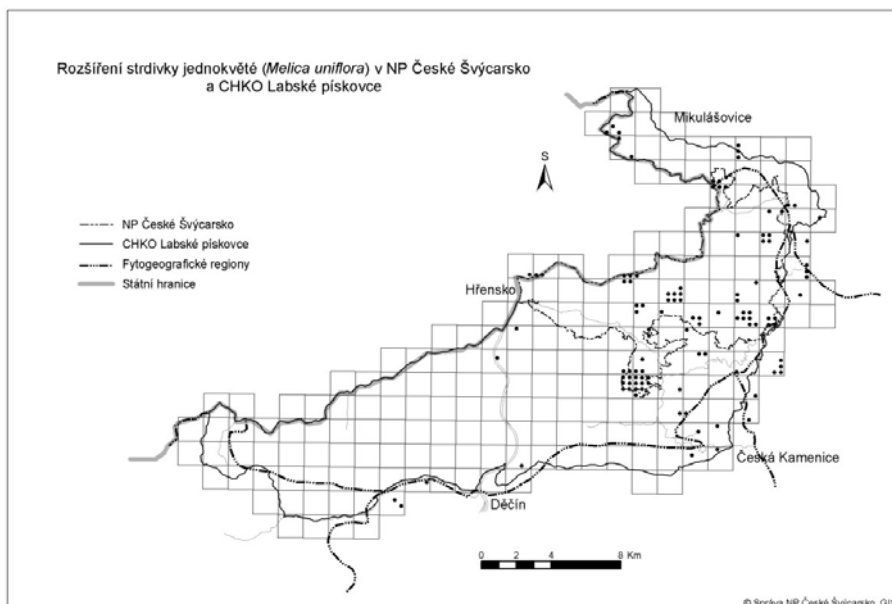 Rozšíření strdivky jednokvěté (Melica uniflora) v NP České Švýcarsko
a CHKO Labské pískovce
Mikulášovice
S
NP České Švýcarsko
CHKO Labské pískovce
Fytogeografické regiony
Státní hranice
Hřensko
Česká Kamenice
Děčín
0 2 4 8 Km
© Správa NP České Švýcarsko, GI